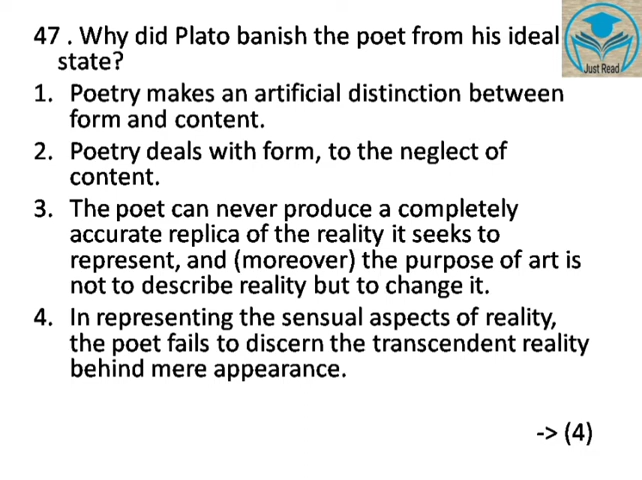 47 . Why did Plato banish the poet from his ideal
state?
1. Poetry makes an artificial distinction between
form and content.
2. Poetry deals with form, to the neglect of
content.
3. The poet can never produce a completely
accurate replica of the reality it seeks to
represent, and (moreover) the purpose of art is
not to describe reality but to change it.
4. In representing the sensual aspects of reality,
the poet fails to discern the transcendent reality
behind mere appearance.
-> (4)
Just Read